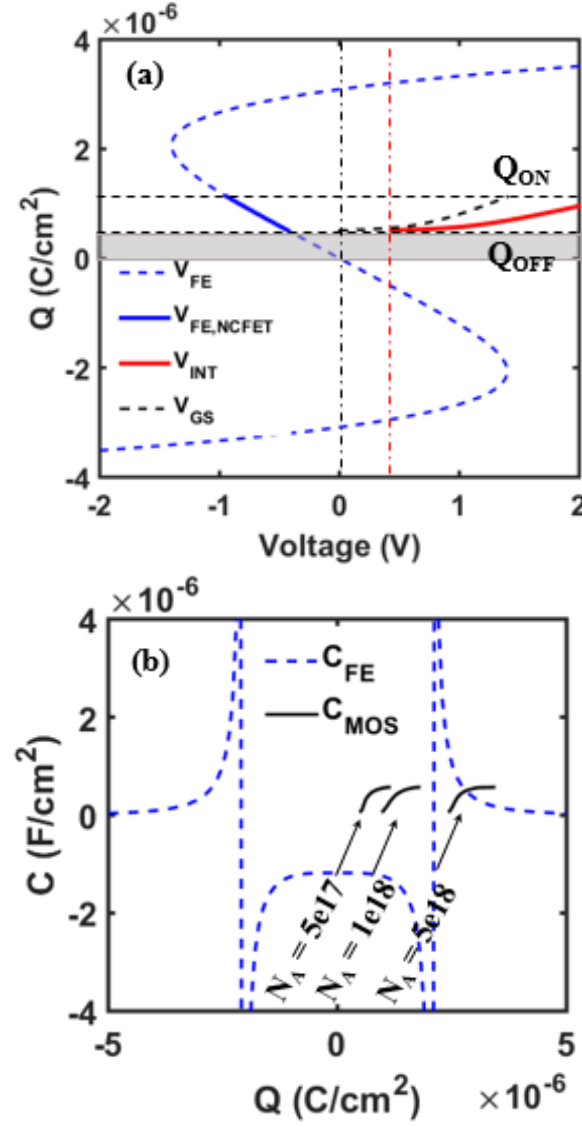 × 10⁻⁶
4
2
0
-2
-4
Q (C/cm²)
(a)
Q_ON
Q_OFF
V_FE
V_FE,NCFET
V_INT
V_GS
-2 -1 0 1 2
Voltage (V)
× 10⁻⁶
4
2
0
-2
-4
C (F/cm²)
(b)
C_FE
C_MOS
N_A = 5e17
N_A = 1e18
N_A = 5e18
-5 0 5
Q (C/cm²) × 10⁻⁶